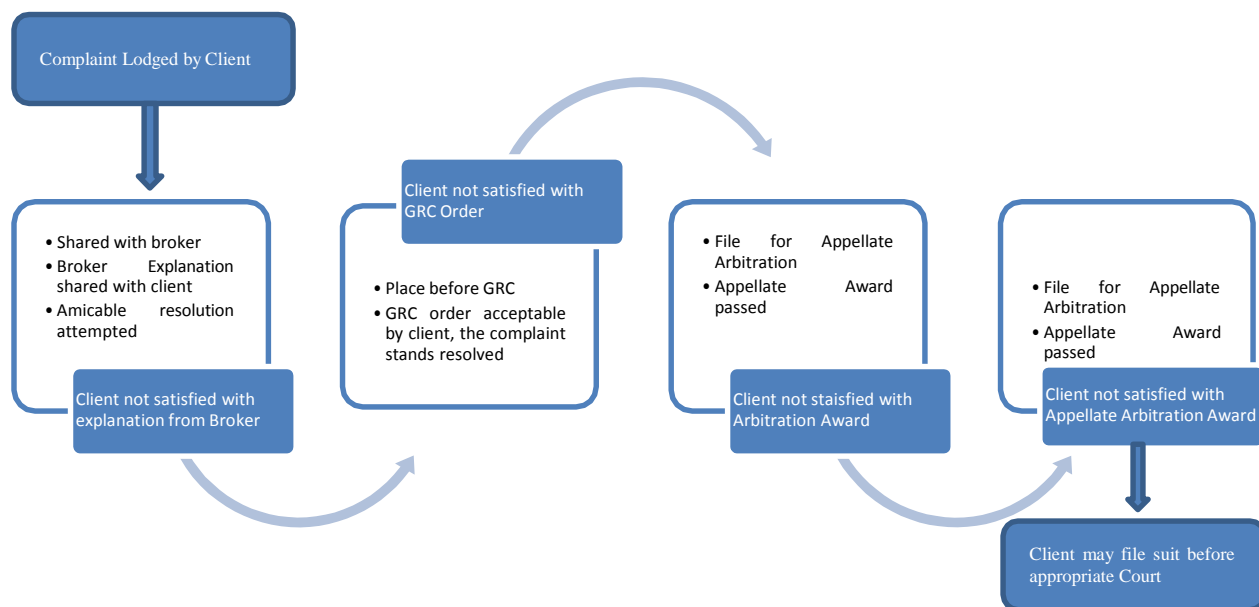 Complaint Lodged by Client
• Shared with broker
• Broker Explanation
shared with client
• Amicable resolution
attempted
Client not satisfied with
explanation from Broker
Client not satisfied with
GRC Order
• Place before GRC
• GRC order acceptable
by client, the complaint
stands resolved
• File for Appellate
Arbitration
• Appellate Award
passed
Client not staisfied with
Arbitration Award
• File for Appellate
Arbitration
• Appellate Award
passed
Client not satisfied with
Appellate Arbitration Award
Client may file suit before
appropriate Court